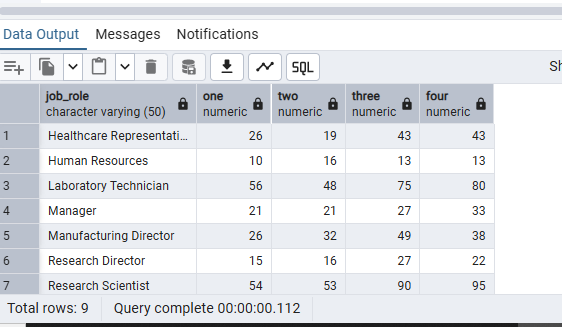 Data Output Messages Notifications
SQL Sh
job_role one two three four
character varying (50) numeric numeric numeric numeric
1 Healthcare Representati... 26 19 43 43
2 Human Resources 10 16 13 13
3 Laboratory Technician 56 48 75 80
4 Manager 21 21 27 33
5 Manufacturing Director 26 32 49 38
6 Research Director 15 16 27 22
7 Research Scientist 54 53 90 95
Total rows: 9 Query complete 00:00:00.112